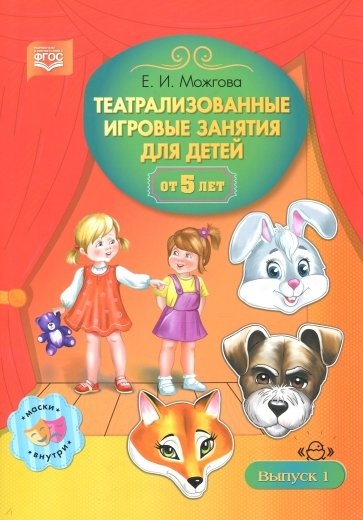 ФГОС
Е. И. Можгова
ТЕАТРАЛИЗОВАННЫЕ
ИГРОВЫЕ ЗАНЯТИЯ
ДЛЯ ДЕТЕЙ
ОТ 5 ЛЕТ
маски
внутри
Выпуск 1